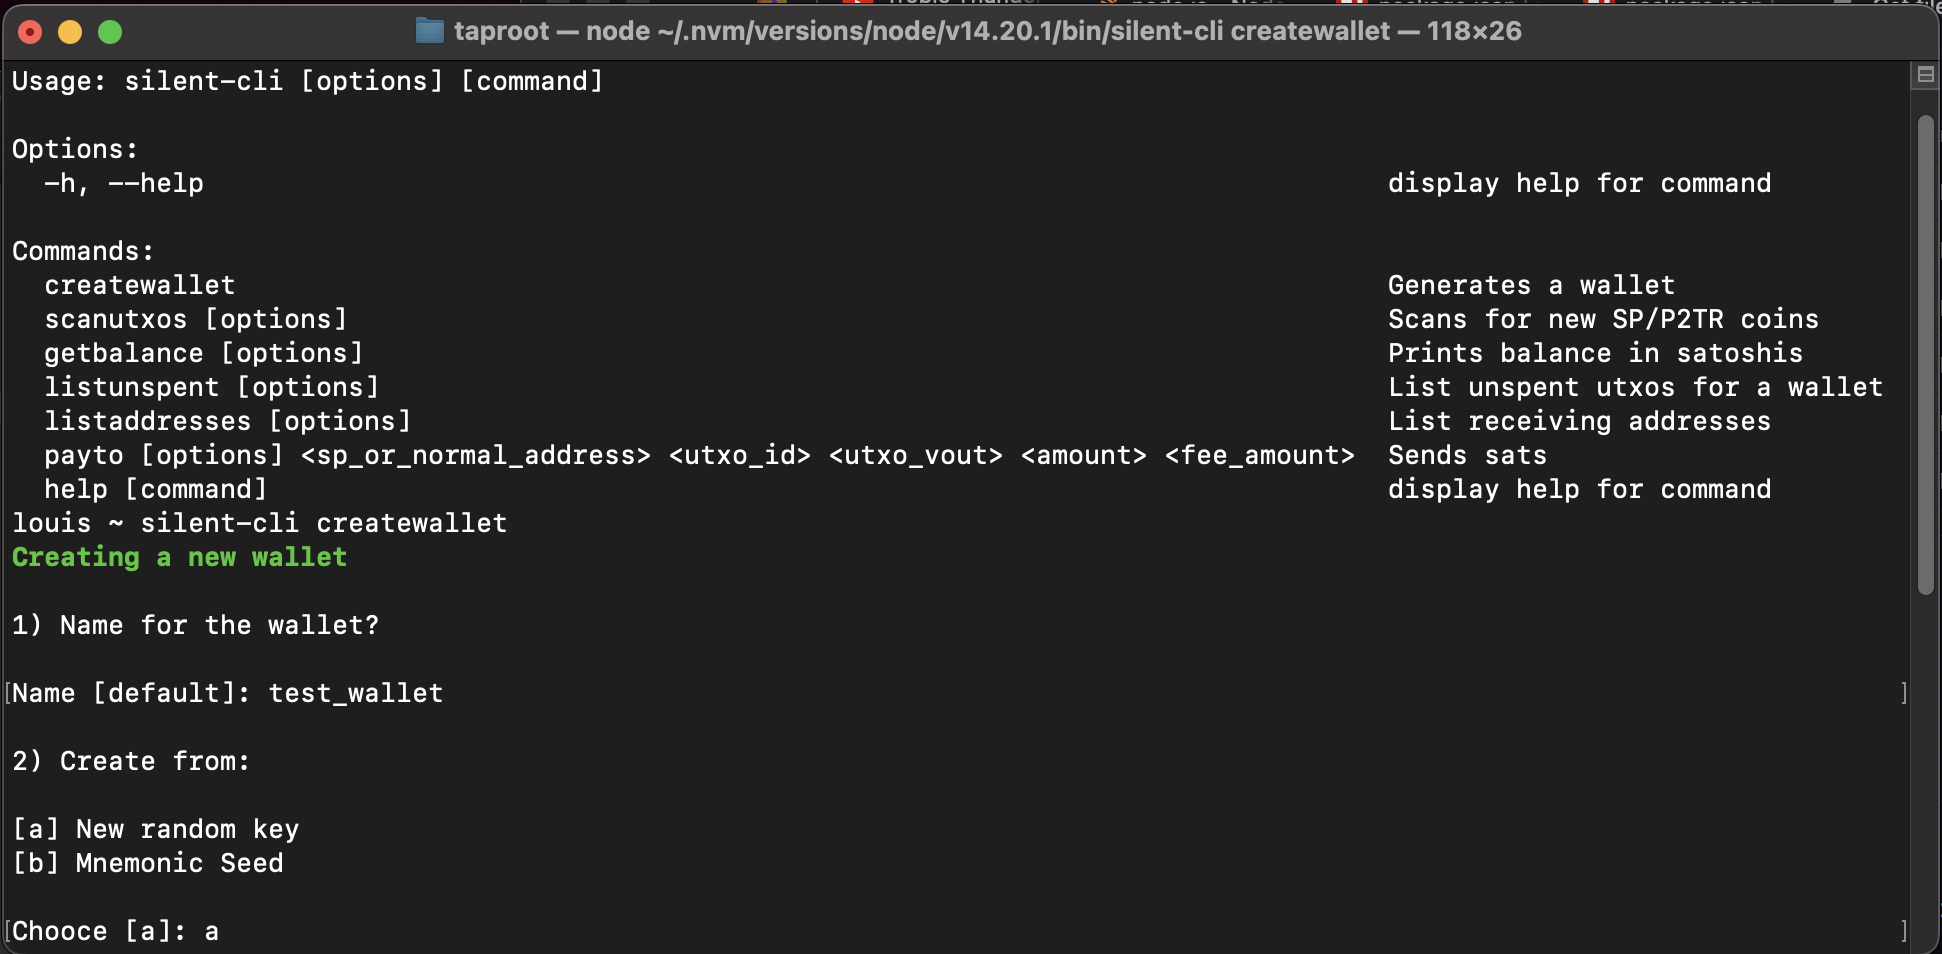 taproot — node ~/.nvm/versions/node/v14.20.1/bin/silent-cli createwallet — 118×26
Usage: silent-cli [options] [command]
Options:
-h, --help display help for command
Commands:
createwallet Generates a wallet
scanutxos [options] Scans for new SP/P2TR coins
getbalance [options] Prints balance in satoshis
listunspent [options] List unspent utxos for a wallet
listaddresses [options] List receiving addresses
payto [options] <sp_or_normal_address> <utxo_id> <utxo_vout> <amount> <fee_amount> Sends sats
help [command] display help for command
louis ~ silent-cli createwallet
Creating a new wallet
1) Name for the wallet?
[Name [default]: test_wallet ]
2) Create from:
[a] New random key
[b] Mnemonic Seed
[Chooce [a]: a ]